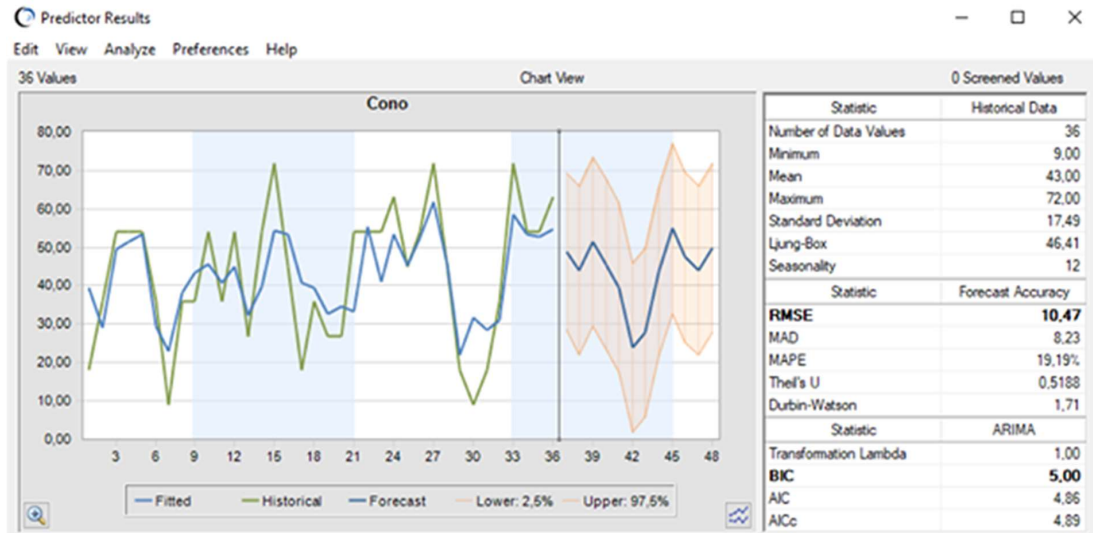 Predictor Results
Edit View Analyze Preferences Help
36 Values Chart View 0 Screened Values
Cono
80,00
70,00
60,00
50,00
40,00
30,00
20,00
10,00
0,00
3 6 9 12 15 18 21 24 27 30 33 36 39 42 45 48
Fitted Historical Forecast Lower: 2,5% Upper: 97,5%
Statistic Historical Data
Number of Data Values 36
Minimum 9,00
Mean 43,00
Maximum 72,00
Standard Deviation 17,49
Ljung-Box 46,41
Seasonality 12
Statistic Forecast Accuracy
RMSE 10,47
MAD 8,23
MAPE 19,19%
Theil's U 0,5188
Durbin-Watson 1,71
Statistic ARIMA
Transformation Lambda 1,00
BIC 5,00
AIC 4,86
AICc 4,89